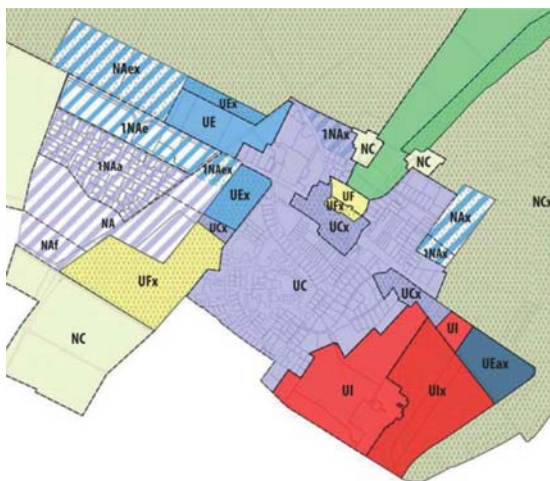 NAex
UEx
UE
1NAe
1NAx
NC
NC
1NAa
1NAex
UEx
UF
UFx
UCx
NCx
NAx
NA
UCx
1NAx
NAf
UFx
UC
UCx
NC
UI
UEax
UI
UIx